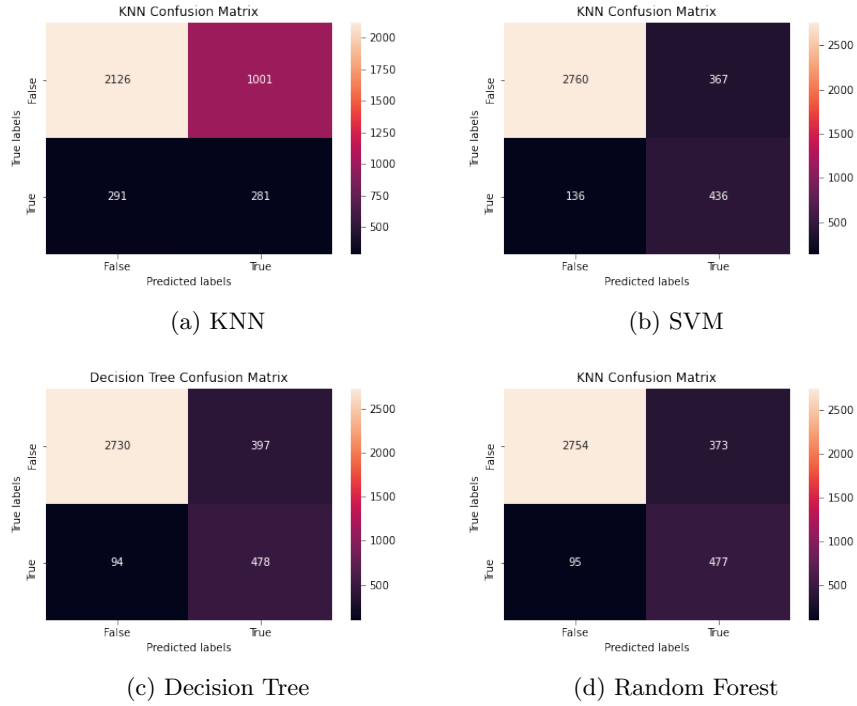 KNN Confusion Matrix
True labels
False
True
2126
1001
291
281
False
True
Predicted labels
2000
1750
1500
1250
1000
750
500
(a) KNN
KNN Confusion Matrix
True labels
False
True
2760
367
136
436
False
True
Predicted labels
2500
2000
1500
1000
500
(b) SVM
Decision Tree Confusion Matrix
True labels
False
True
2730
397
94
478
False
True
Predicted labels
2500
2000
1500
1000
500
(c) Decision Tree
KNN Confusion Matrix
True labels
False
True
2754
373
95
477
False
True
Predicted labels
2500
2000
1500
1000
500
(d) Random Forest